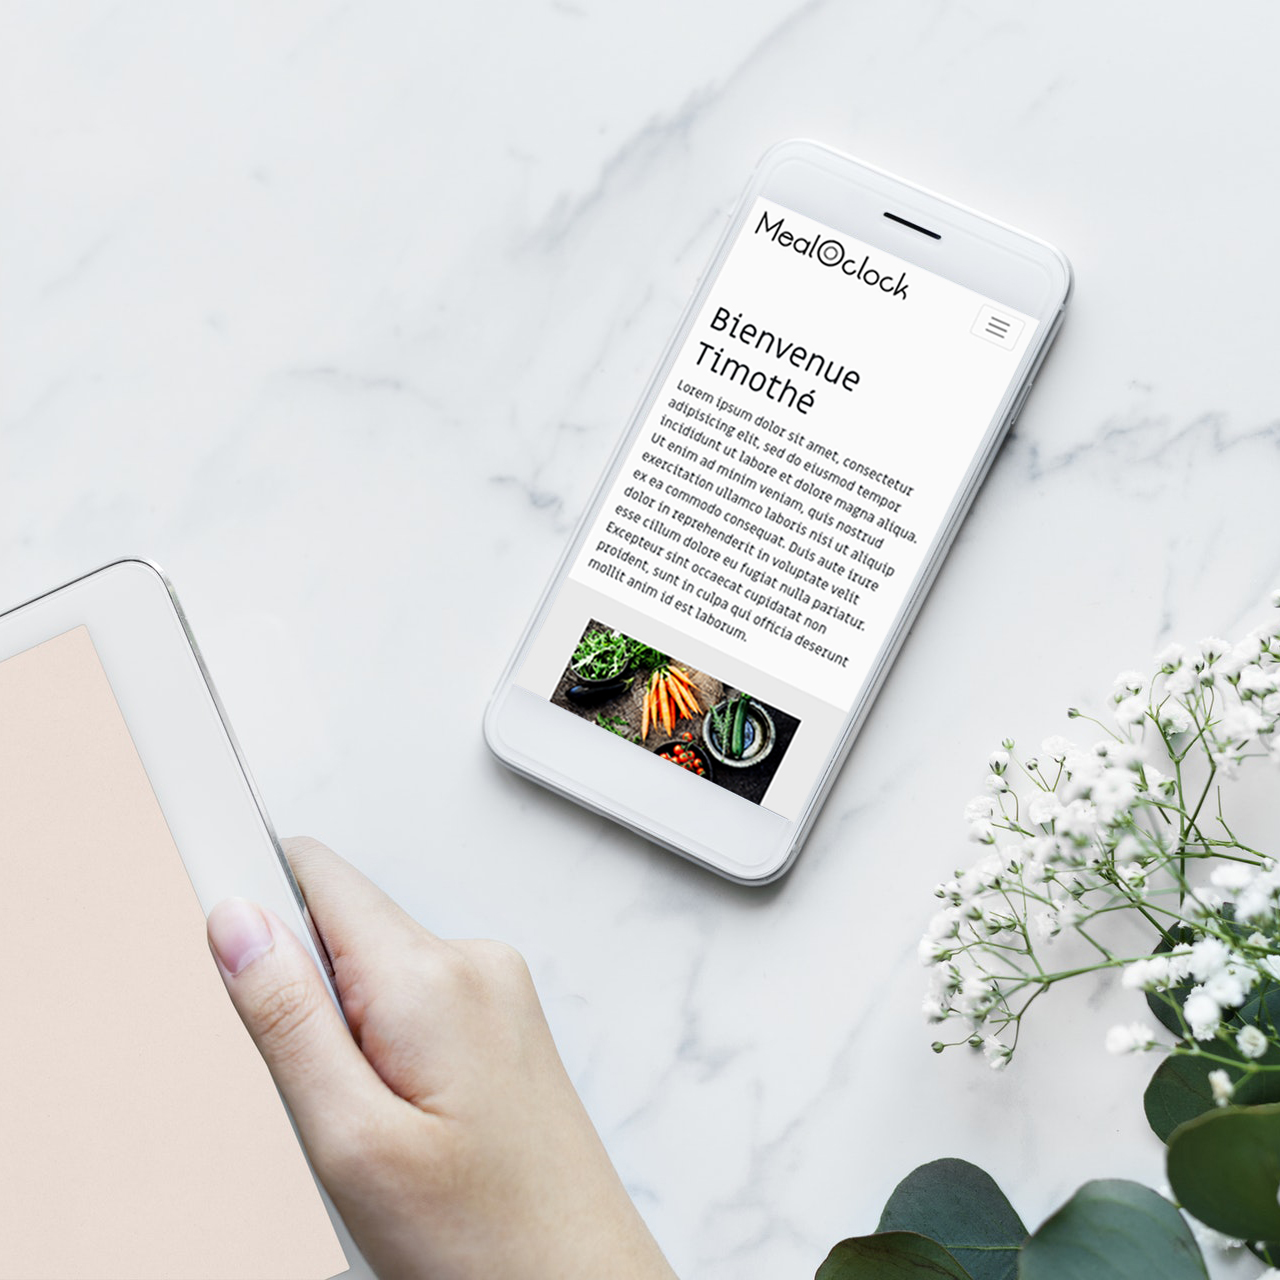 MealOclock
Bienvenue
Timothé
Lorem ipsum dolor sit amet, consectetur
adipisicing elit, sed do eiusmod tempor
incididunt ut labore et dolore magna aliqua.
Ut enim ad minim veniam, quis nostrud
exercitation ullamco laboris nisi ut aliquip
ex ea commodo consequat. Duis aute irure
dolor in reprehenderit in voluptate velit
esse cillum dolore eu fugiat nulla pariatur.
Excepteur sint occaecat cupidatat non
proident, sunt in culpa qui officia deserunt
mollit anim id est laborum.